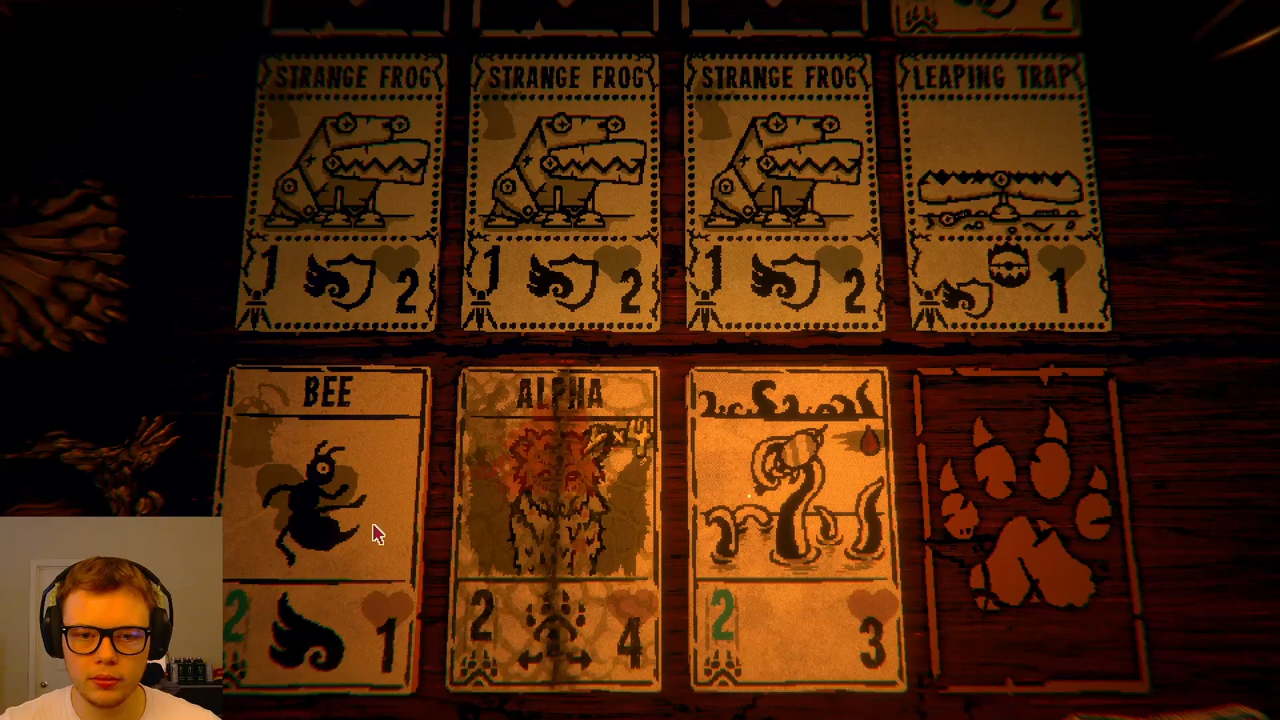 2
STRANGE FROG STRANGE FROG STRANGE FROG LEAPING TRAP
1 2 1 2 1 2 1
BEE ALPHA
2 1 2 4 2 3